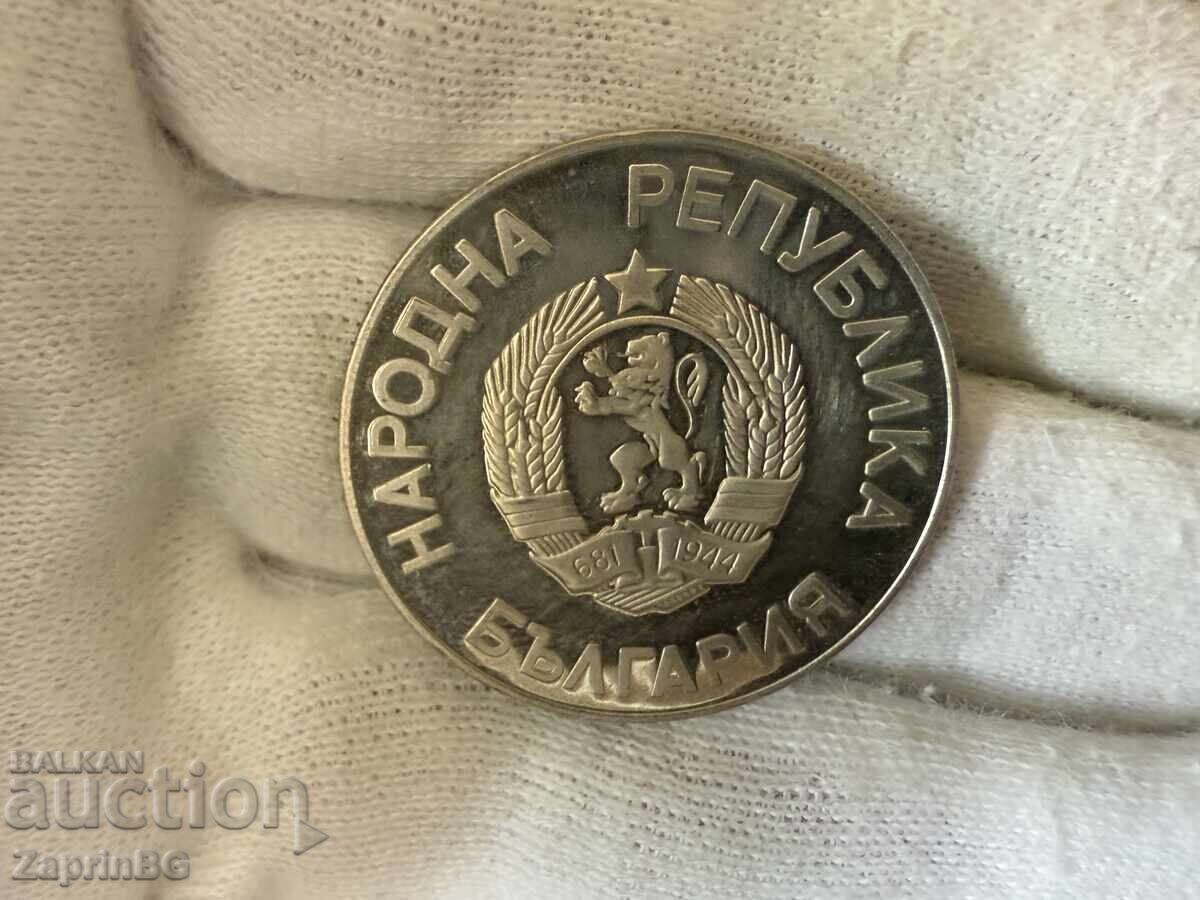 НАРОДНА РЕПУБЛИКА
БЪЛГАРИЯ
681 1944
BALKAN
auction
ZaprinBG